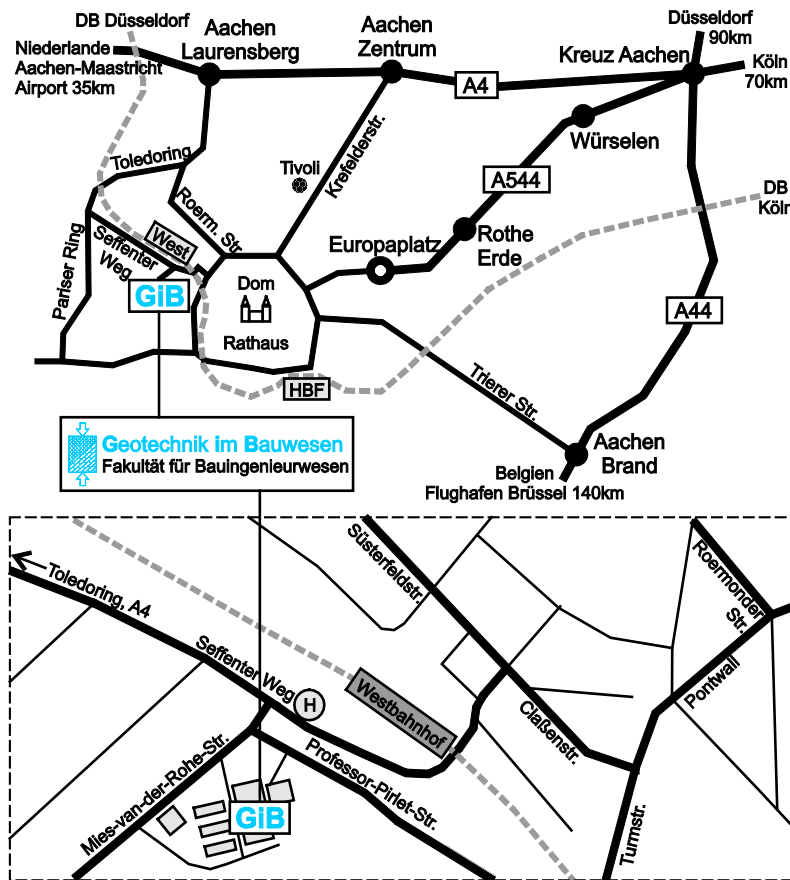 DB Düsseldorf
Niederlande
Aachen-Maastricht
Airport 35km
Aachen
Laurensberg
Aachen
Zentrum
Düsseldorf
90km
Kreuz Aachen
Köln
70km
A4
Würselen
Toledoring
Tivoli
Krefelderstr.
A544
DB
Köln
Roerm. Str
West
Seffenter
Weg
Pariser Ring
Europaplatz
Rothe
Erde
GiB
Dom
Rathaus
A44
HBF
Trierer Str.
Aachen
Brand
Belgien
Flughafen Brüssel 140km
Geotechnik im Bauwesen
Fakultät für Bauingenieurwesen
Toledoring, A4
Süsterfeldstr.
Roermonder
Str.
Seffenter Weg
H
Westbahnhof
Pontwall
Claßenstr.
Mies-van-der-Rohe-Str.
Professor-Pirlet-Str.
GiB
Turmstr.